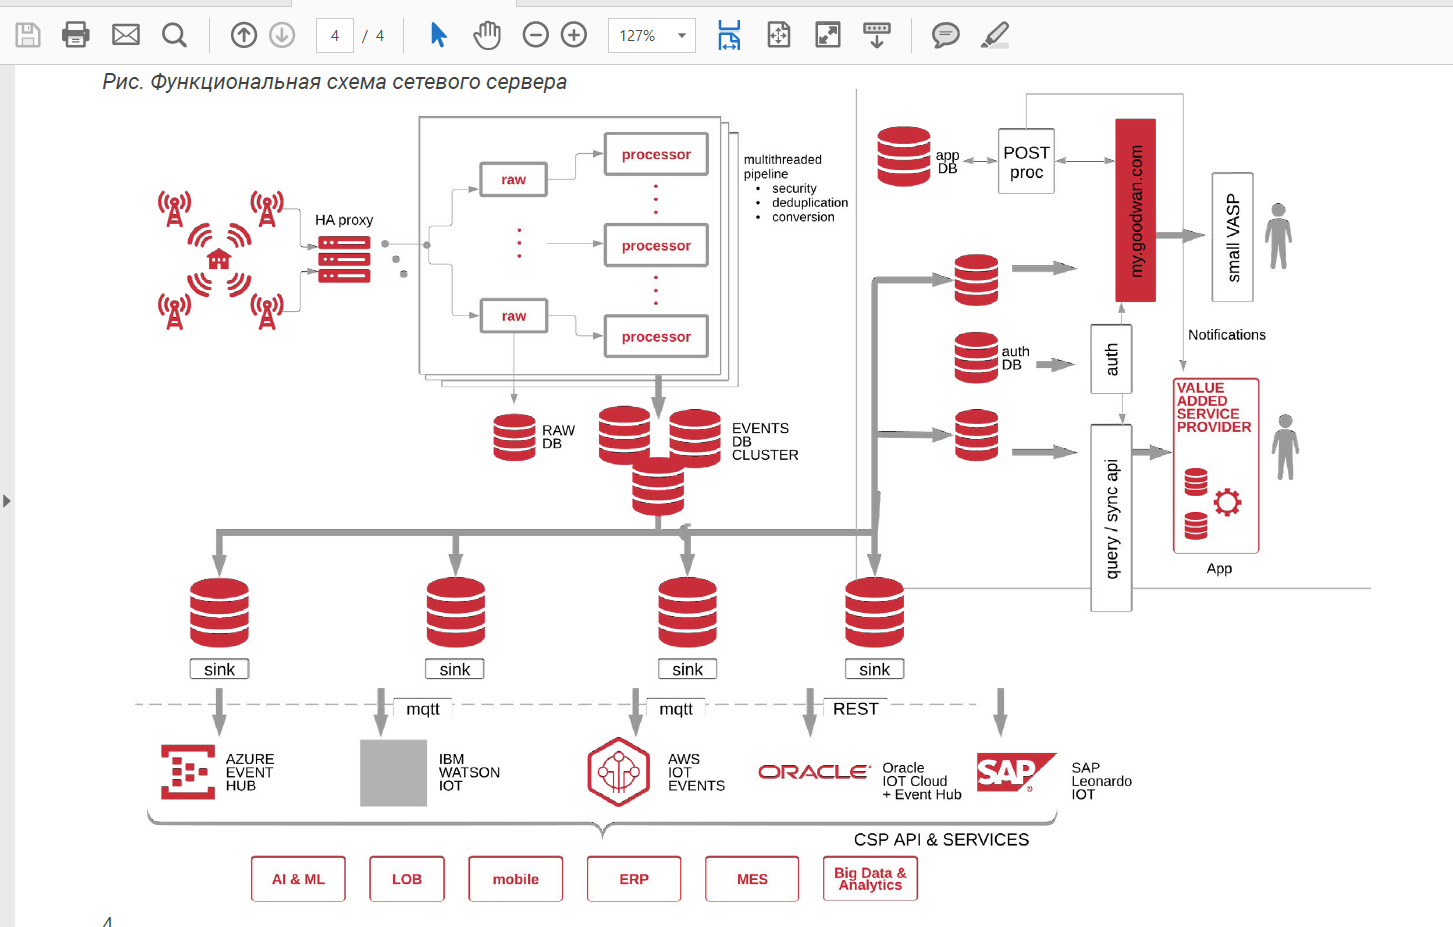 4 / 4
127%
Рис. Функциональная схема сетевого сервера
HA proxy
raw
raw
processor
processor
processor
multithreaded
pipeline
• security
• deduplication
• conversion
RAW
DB
EVENTS
DB
CLUSTER
app
DB
POST
proc
my.goodwan.com
small VASP
auth
DB
auth
Notifications
query / sync api
VALUE
ADDED
SERVICE
PROVIDER
App
sink
sink
sink
sink
mqtt
mqtt
REST
AZURE
EVENT
HUB
IBM
WATSON
IOT
AWS
IOT
EVENTS
ORACLE
Oracle
IOT Cloud
+ Event Hub
SAP
SAP
Leonardo
IOT
CSP API & SERVICES
AI & ML
LOB
mobile
ERP
MES
Big Data &
Analytics
4